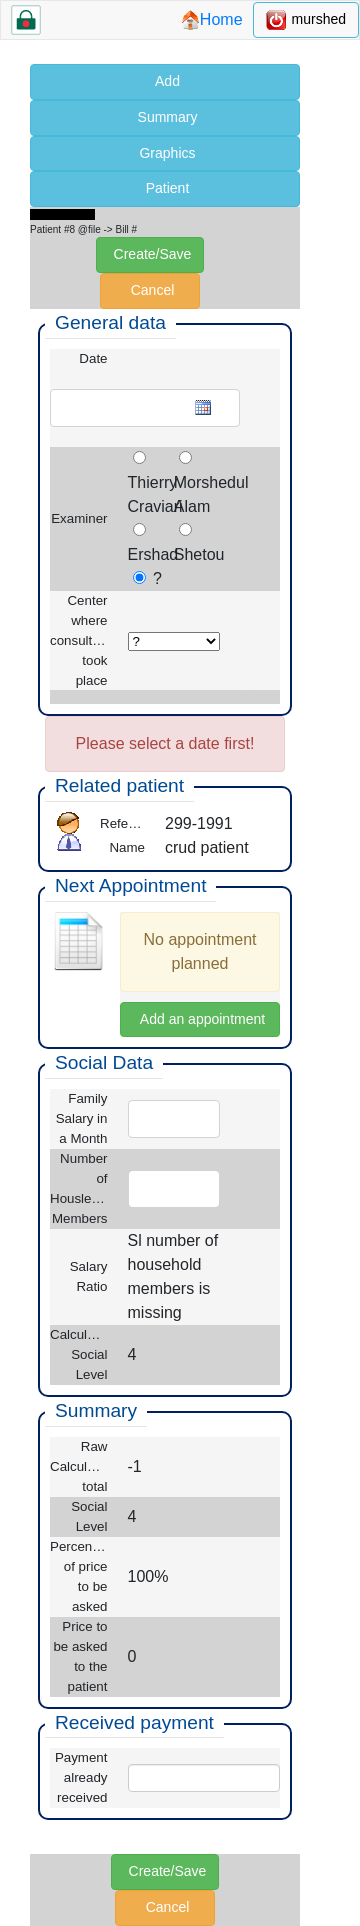 Home murshed
Add
Summary
Graphics
Patient
Patient #8 @file -> Bill #
Create/Save
Cancel
General data
Date
Examiner
Thierry Morshedul
Cravian Alam
Ershad Shetou
?
Center
where
consult...
took
place
?
Please select a date first!
Related patient
Refe... 299-1991
Name crud patient
Next Appointment
No appointment
planned
Add an appointment
Social Data
Family
Salary in
a Month
Number
of
Housle...
Members
Salary
Ratio
Sl number of
household
members is
missing
Calcul...
Social
Level
4
Summary
Raw
Calcul...
total
-1
Social
Level
4
Percen...
of price
to be
asked
100%
Price to
be asked
to the
patient
0
Received payment
Payment
already
received
Create/Save
Cancel